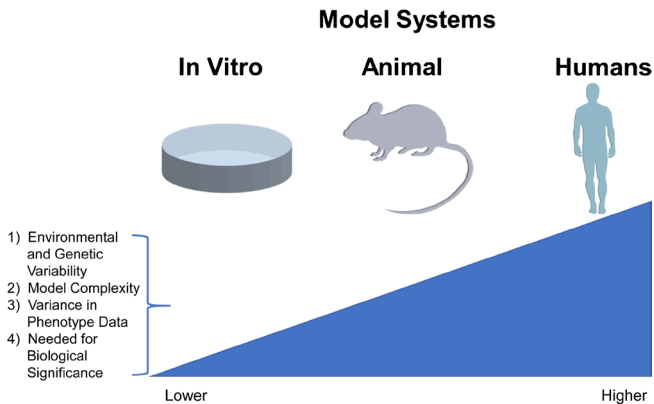 Model Systems
In Vitro
Animal
Humans
1) Environmental
and Genetic
Variability
2) Model Complexity
3) Variance in
Phenotype Data
4) Needed for
Biological
Significance
Lower
Higher